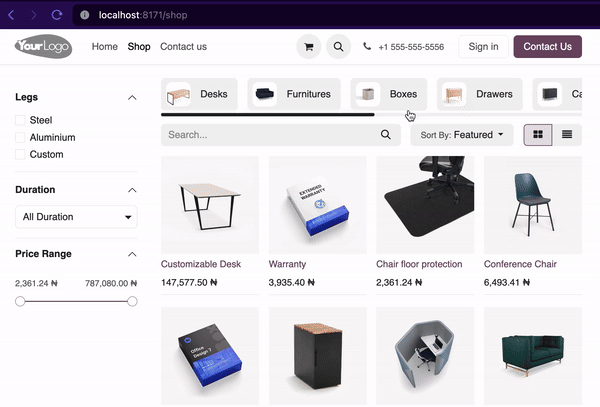 localhost:8171/shop
YourLogo
Home Shop Contact us
+1 555-555-5556
Sign in
Contact Us
Legs
Steel
Aluminium
Custom
Duration
All Duration
Price Range
2,361.24 ₦ 787,080.00 ₦
Desks Furnitures Boxes Drawers Ca
Search...
Sort By: Featured
EXTENDED
WARRANTY
Customizable Desk Warranty Chair floor protection Conference Chair
147,577.50 ₦ 3,935.40 ₦ 2,361.24 ₦ 6,493.41 ₦
Office
Design 7